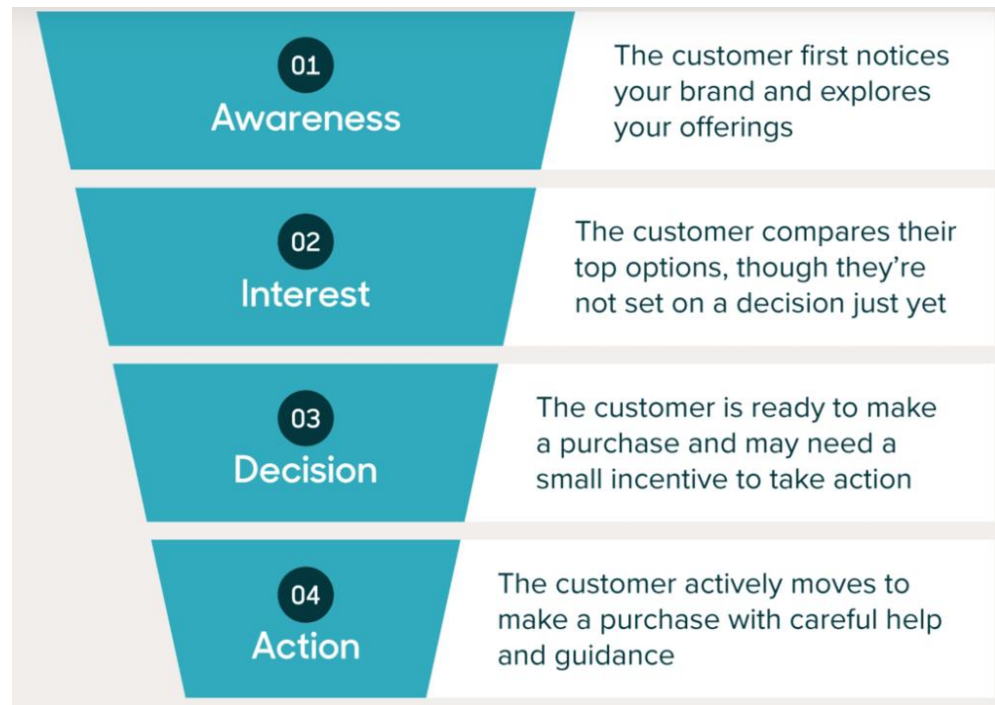 01
Awareness
The customer first notices
your brand and explores
your offerings
02
Interest
The customer compares their
top options, though they’re
not set on a decision just yet
03
Decision
The customer is ready to make
a purchase and may need a
small incentive to take action
04
Action
The customer actively moves to
make a purchase with careful help
and guidance